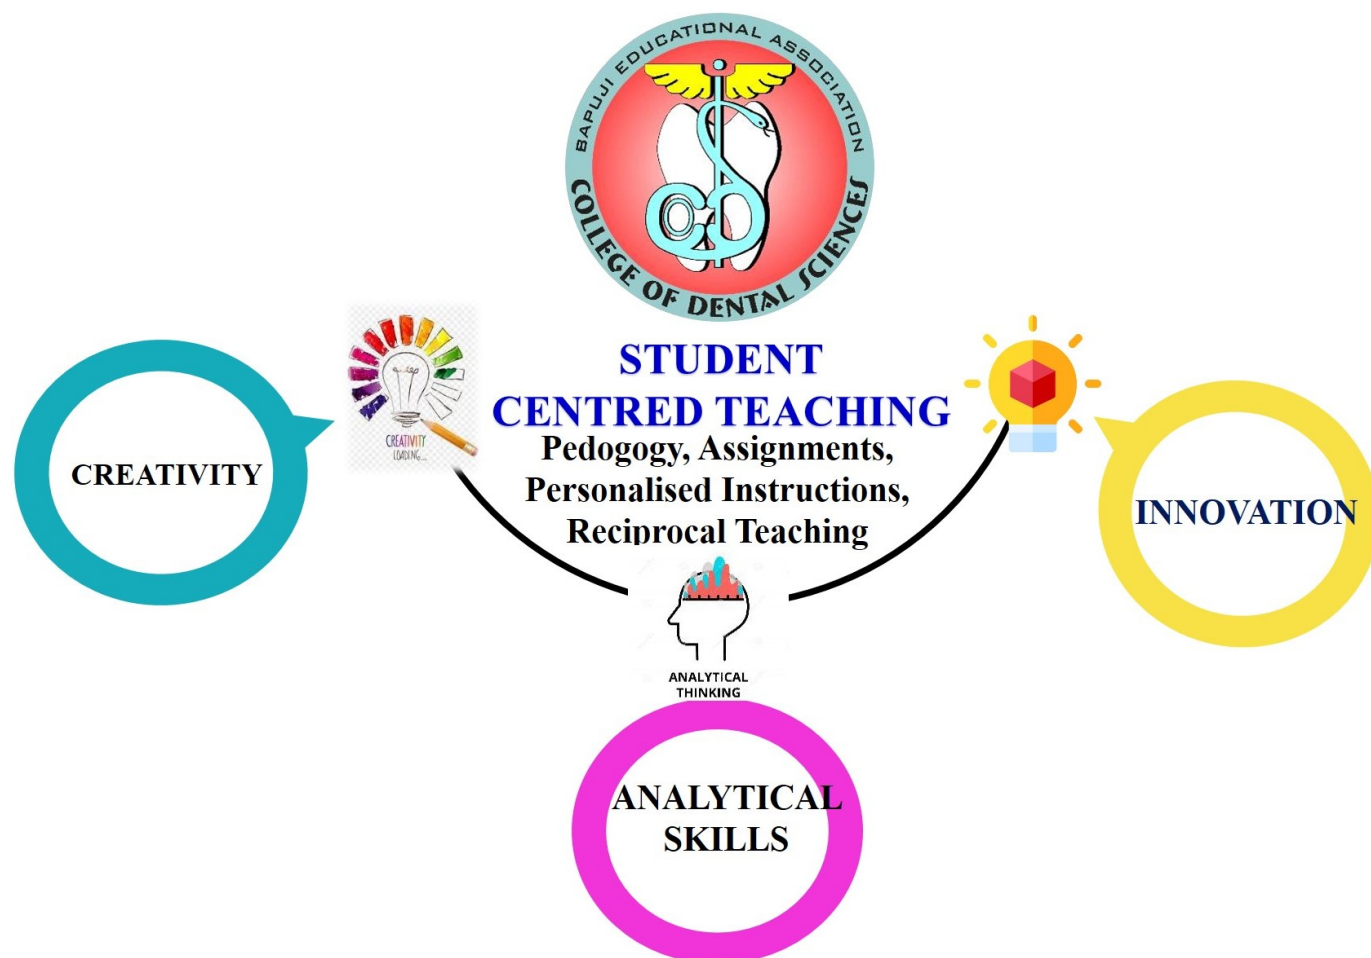 BAPUJI EDUCATIONAL ASSOCIATION
COLLEGE OF DENTAL SCIENCES
STUDENT
CENTRED TEACHING
Pedogogy, Assignments,
Personalised Instructions,
Reciprocal Teaching
CREATIVITY
LOADING...
CREATIVITY
INNOVATION
ANALYTICAL
THINKING
ANALYTICAL
SKILLS